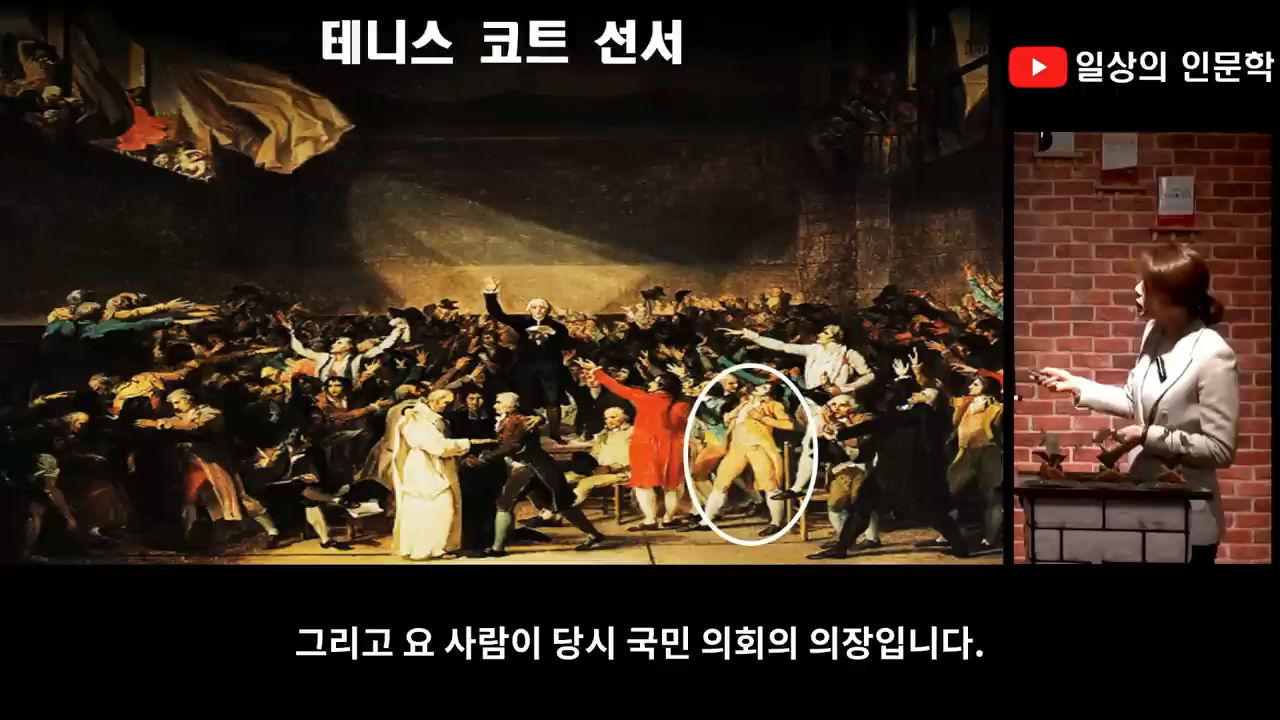 테니스 코트 선서
일상의 인문학
그리고 요 사람이 당시 국민 의회의 의장입니다.